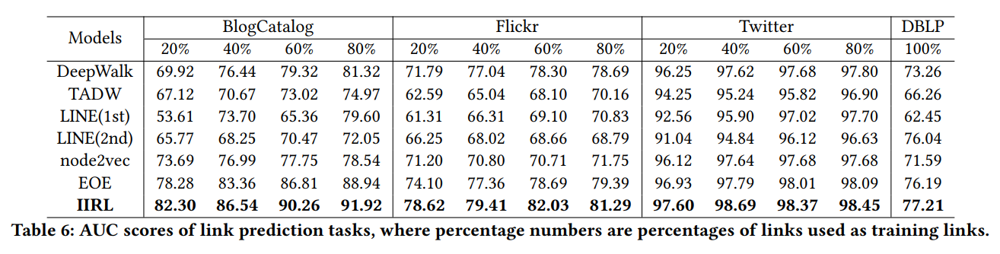 Models BlogCatalog Flickr Twitter DBLP
20% 40% 60% 80% 20% 40% 60% 80% 20% 40% 60% 80% 100%
DeepWalk 69.92 76.44 79.32 81.32 71.79 77.04 78.30 78.69 96.25 97.62 97.68 97.80 73.26
TADW 67.12 70.67 73.02 74.97 62.59 65.04 68.10 70.16 94.25 95.24 95.82 96.90 66.26
LINE(1st) 53.61 73.70 65.36 79.60 61.31 66.31 69.10 70.83 92.56 95.90 97.02 97.70 62.45
LINE(2nd) 65.77 68.25 70.47 72.05 66.25 68.02 68.66 68.79 91.04 94.84 96.12 96.63 76.04
node2vec 73.69 76.99 77.75 78.54 71.20 70.80 70.71 71.75 96.12 97.64 97.68 97.68 71.59
EOE 78.28 83.36 86.81 88.94 74.10 77.36 78.69 79.39 96.93 97.79 98.01 98.09 76.19
IIRL 82.30 86.54 90.26 91.92 78.62 79.41 82.03 81.29 97.60 98.69 98.37 98.45 77.21
Table 6: AUC scores of link prediction tasks, where percentage numbers are percentages of links used as training links.